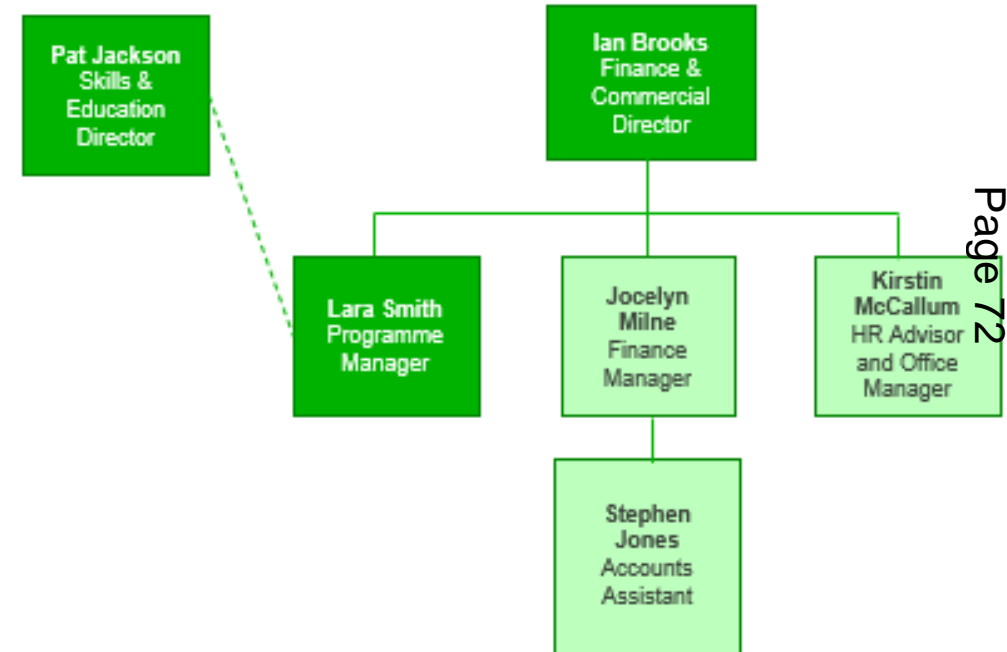 Pat Jackson
Skills &
Education
Director
Ian Brooks
Finance &
Commercial
Director
Lara Smith
Programme
Manager
Jocelyn
Milne
Finance
Manager
Kirstin
McCallum
HR Advisor
and Office
Manager
Stephen
Jones
Accounts
Assistant
Page 72